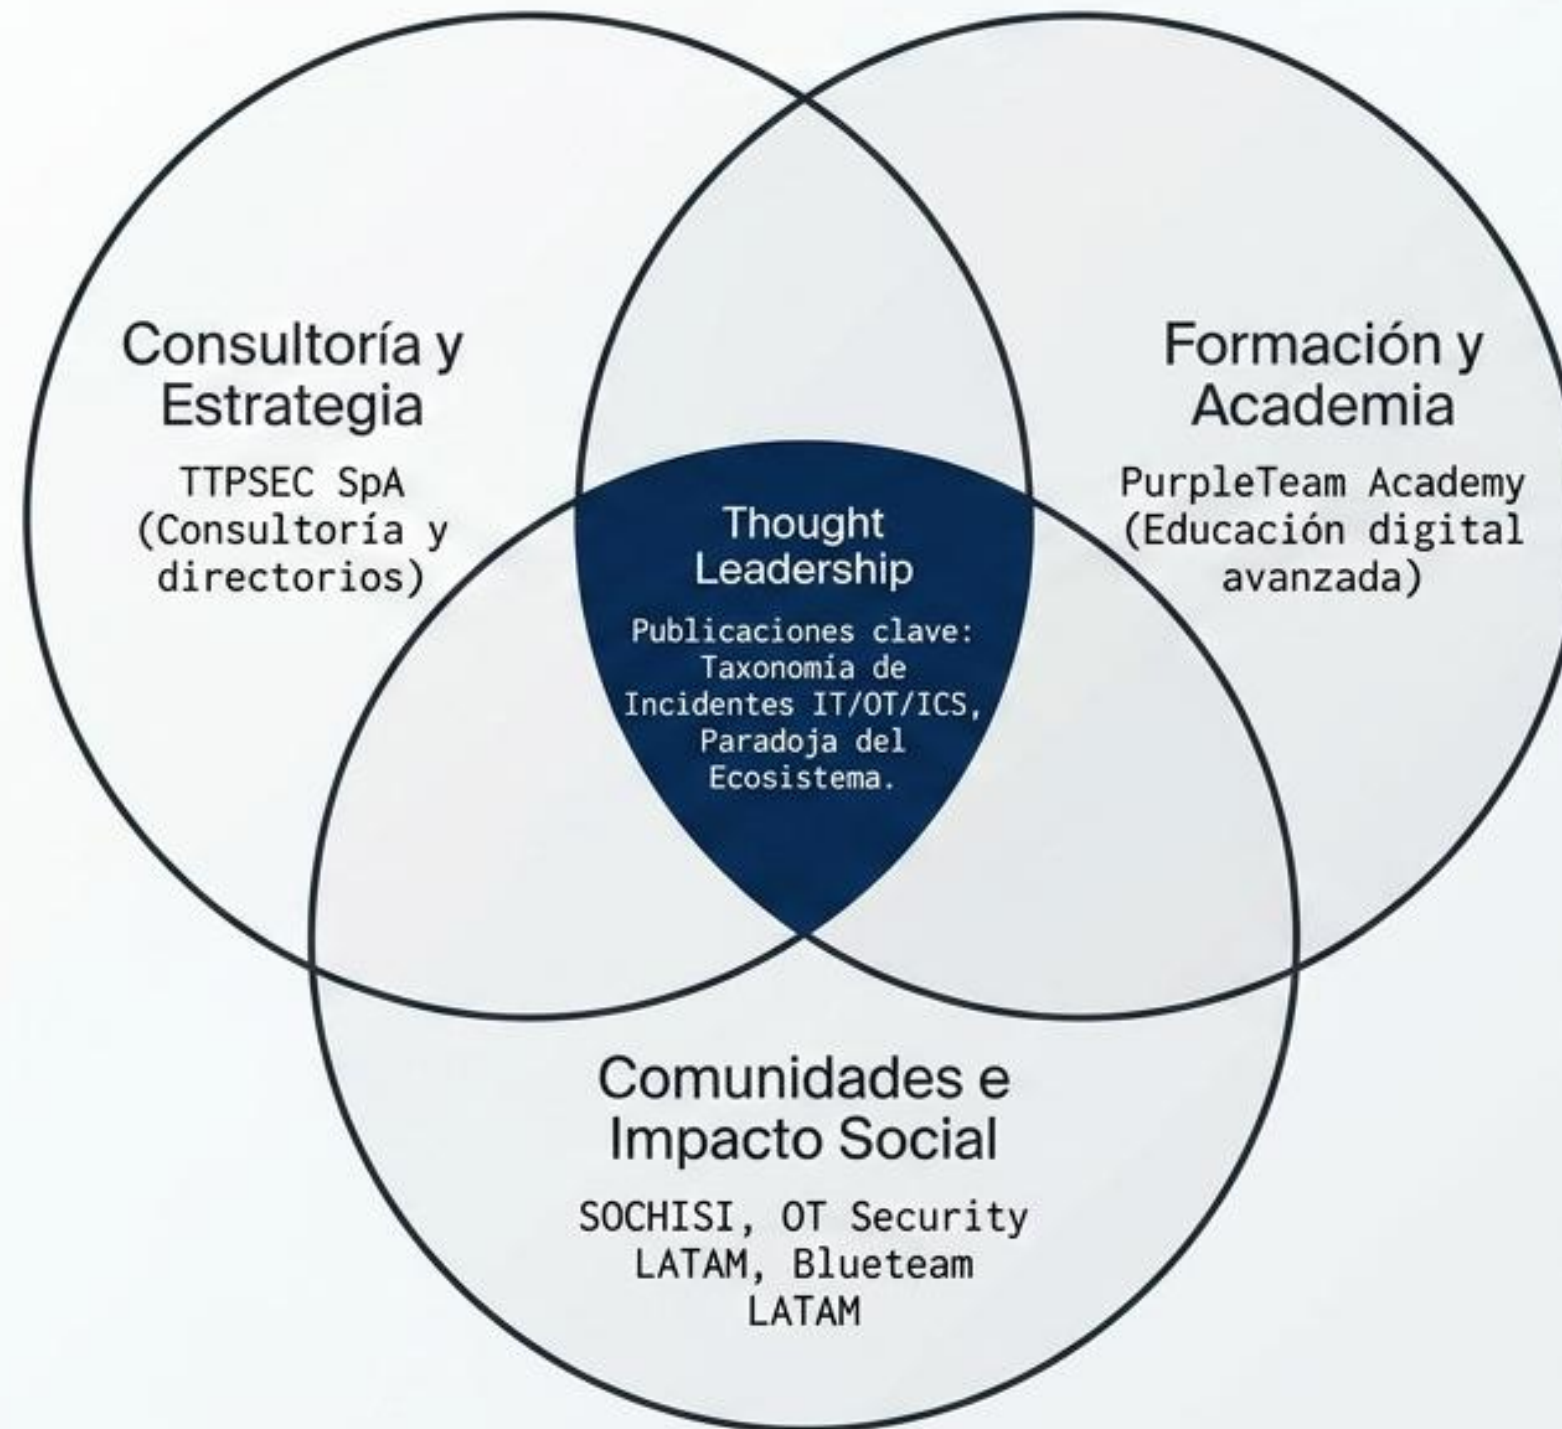 Consultoría y
Estrategia
TTPSEC SpA
(Consultoría y
directorios)
Formación y
Academia
PurpleTeam Academy
(Educación digital
avanzada)
Thought
Leadership
Publicaciones clave:
Taxonomía de
Incidentes IT/OT/ICS,
Paradoja del
Ecosistema.
Comunidades e
Impacto Social
SOCHISI, OT Security
LATAM, Blueteam
LATAM